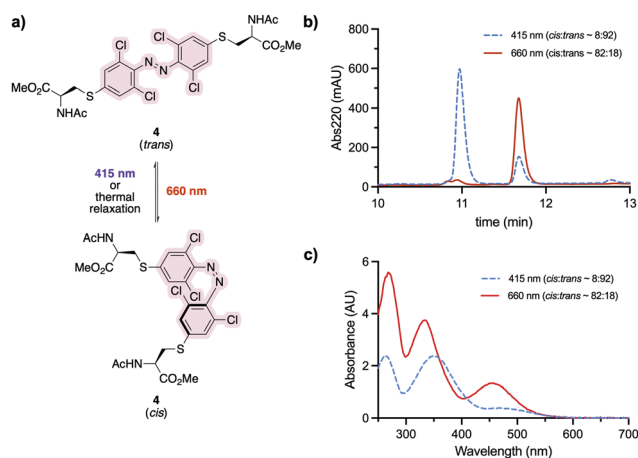 a)
NHAc
S
CO₂Me
Cl
Cl
N
N
Cl
Cl
MeO₂C
S
NHAc
4
(trans)
415 nm
or
thermal
relaxation
660 nm
AcHN
MeO₂C
S
Cl
N
N
Cl
Cl
Cl
S
AcHN
CO₂Me
4
(cis)
b)
415 nm (cis:trans ~ 8:92)
660 nm (cis:trans ~ 82:18)
Abs220 (mAU)
800
600
400
200
0
10
11
12
13
time (min)
c)
415 nm (cis:trans ~ 8:92)
660 nm (cis:trans ~ 82:18)
Absorbance (AU)
6
4
2
0
300
400
500
600
700
Wavelength (nm)